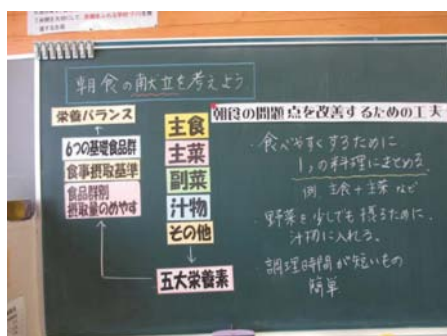 朝食の献立を考えよう
栄養バランス
6つの基礎食品群
食事摂取基準
食品群別
摂取量のめやす
主食
主菜
副菜
汁物
その他
五大栄養素
朝食の問題点を改善するための工夫
・食べやすくするために
1つの料理にまとめる
例、主食+主菜 など
・野菜を少しでも摂るために、
汁物に入れる。
・調理時間が短いもの
簡単